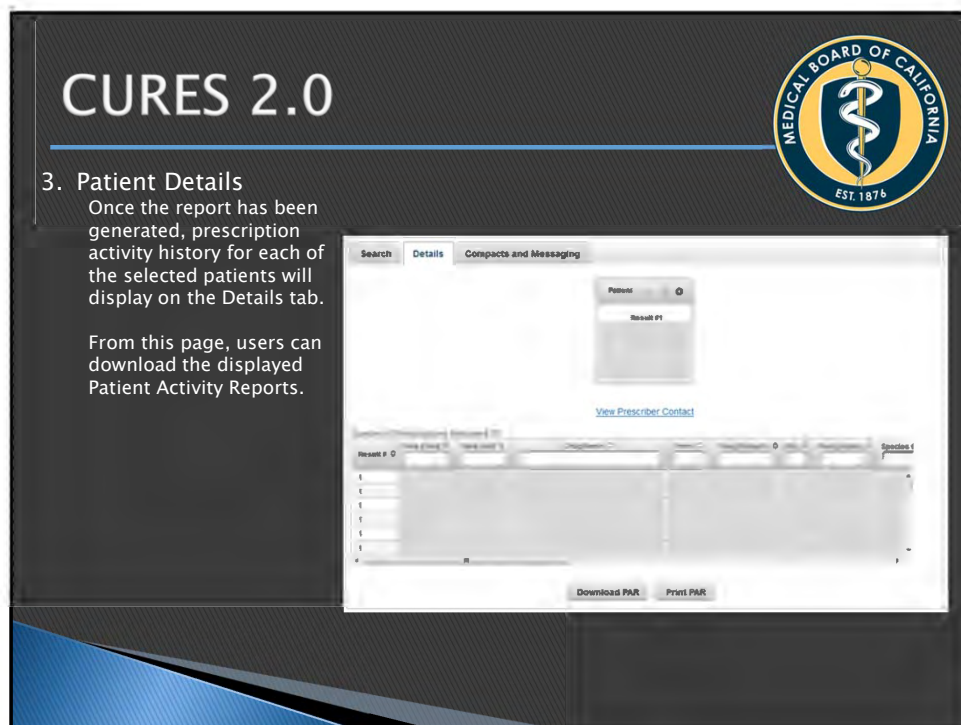 CURES 2.0
MEDICAL BOARD OF CALIFORNIA
EST. 1876
3. Patient Details
Once the report has been
generated, prescription
activity history for each of
the selected patients will
display on the Details tab.
From this page, users can
download the displayed
Patient Activity Reports.
Search Details Compacts and Messaging
Patient
Result #1
View Prescriber Contact
Result # Species
Download PAR Print PAR